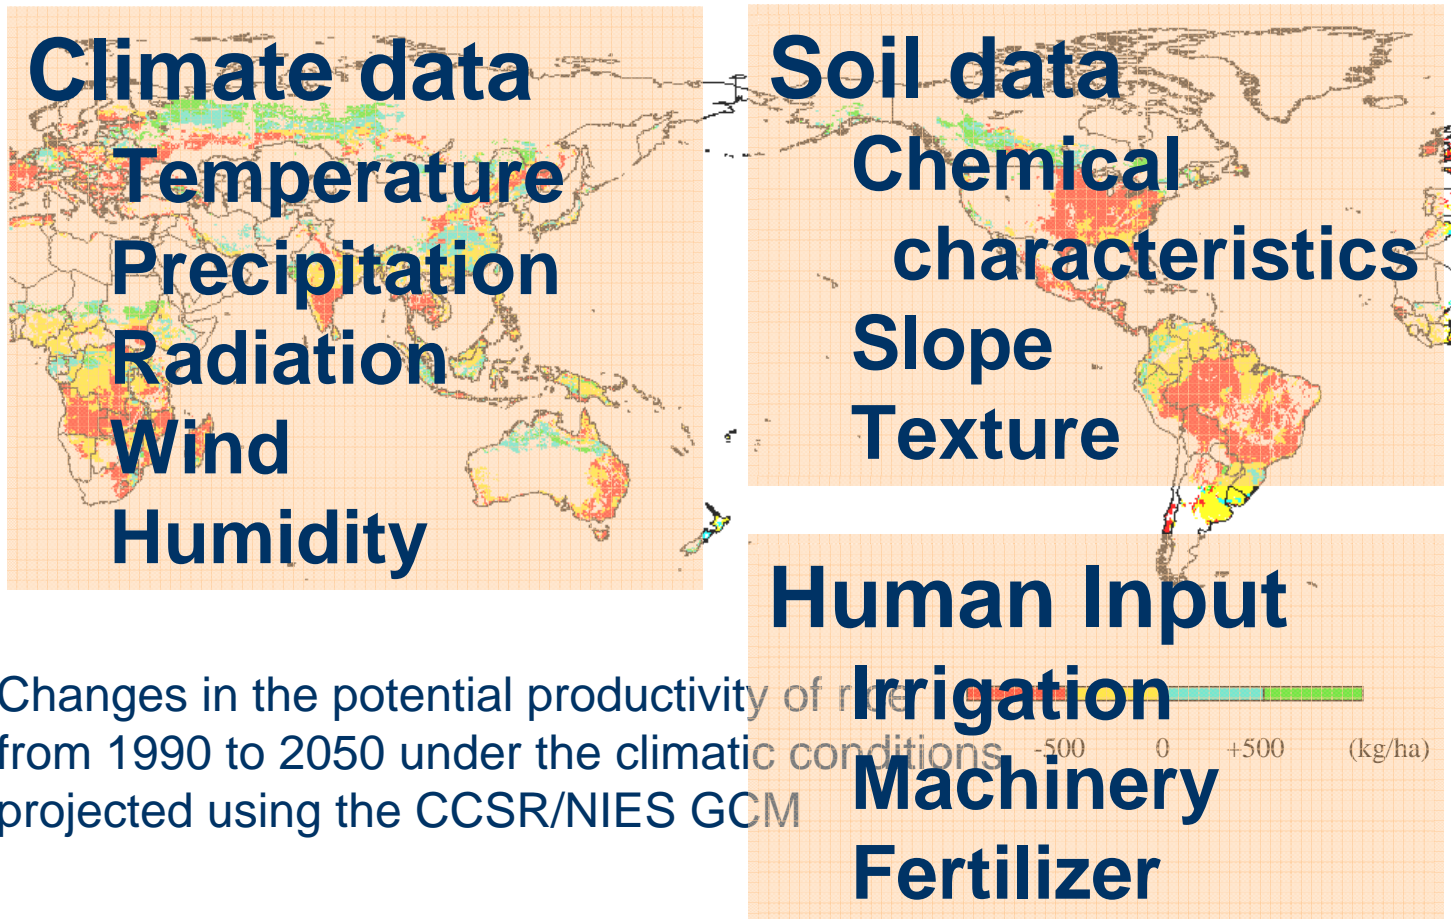 Climate data
Temperature
Precipitation
Radiation
Wind
Humidity
Soil data
Chemical
characteristics
Slope
Texture
Human Input
Irrigation
Machinery
Fertilizer
-500 0 +500 (kg/ha)
Changes in the potential productivity of rice
from 1990 to 2050 under the climatic conditions
projected using the CCSR/NIES GCM